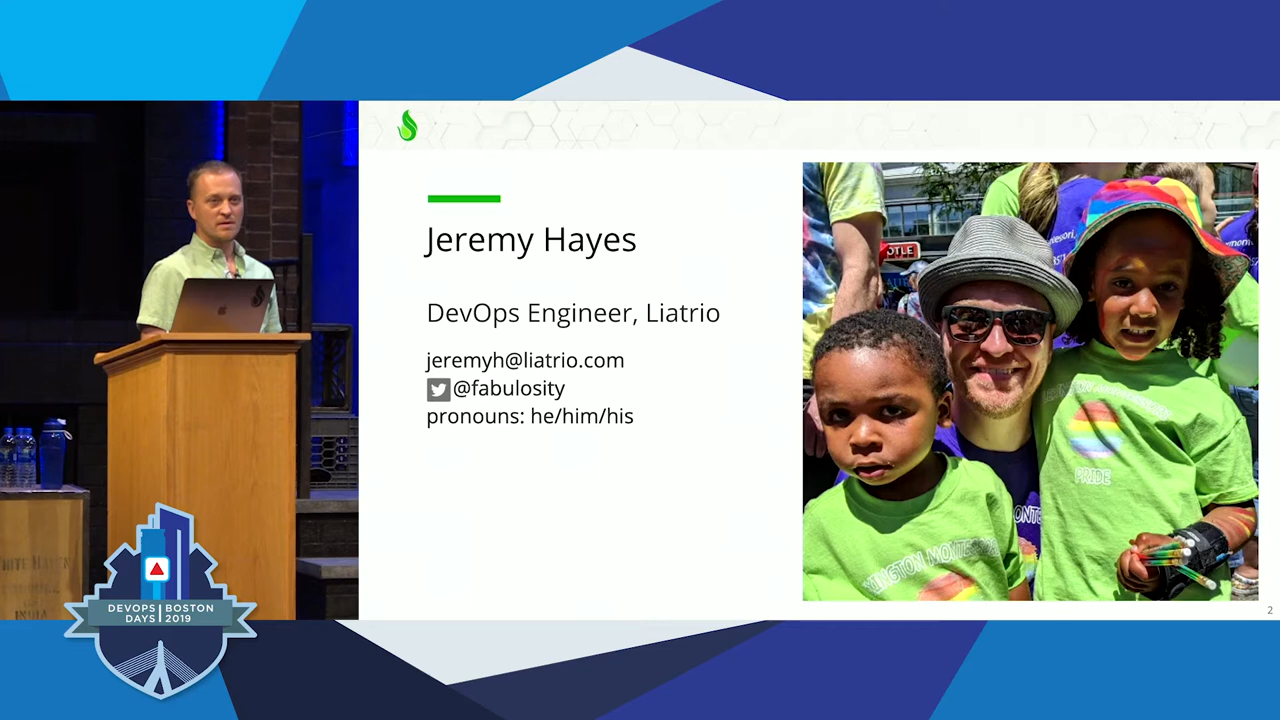 Jeremy Hayes
DevOps Engineer, Liatrio
jeremyh@liatrio.com
@fabulosity
pronouns: he/him/his
OTLE
PRIDE
2
DEVOPS BOSTON
DAYS 2019